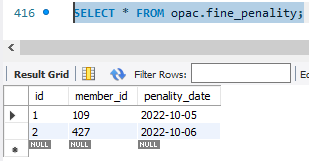 416 SELECT * FROM opac.fine_penality;
Result Grid Filter Rows: Ed
id member_id penality_date
1 109 2022-10-05
2 427 2022-10-06
NULL NULL NULL